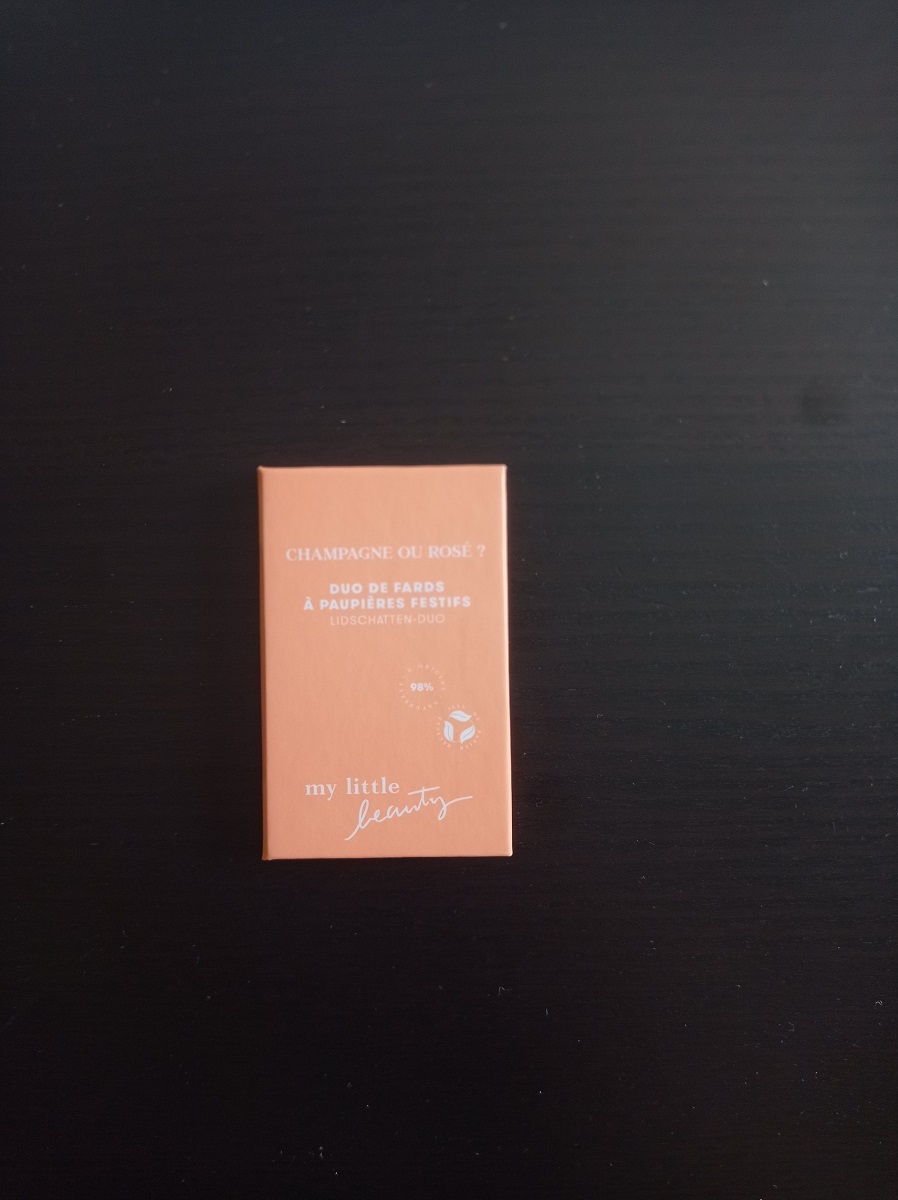 CHAMPAGNE OU ROSÉ ?
DUO DE FARDS
À PAUPIÈRES FESTIFS
LIDSCHATTEN-DUO
98%
my little
beauty